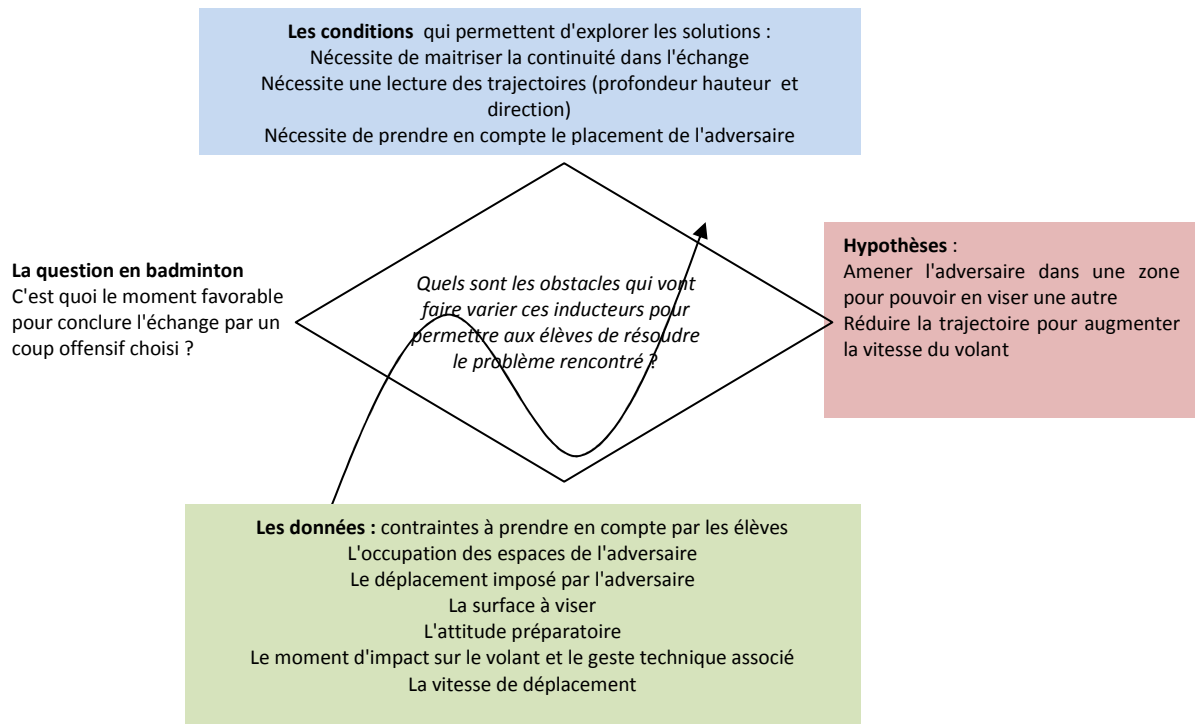 Les conditions qui permettent d'explorer les solutions :
Nécessite de maitriser la continuité dans l'échange
Nécessite une lecture des trajectoires (profondeur hauteur et
direction)
Nécessite de prendre en compte le placement de l'adversaire
La question en badminton
C'est quoi le moment favorable
pour conclure l'échange par un
coup offensif choisi ?
Quels sont les obstacles qui vont
faire varier ces inducteurs pour
permettre aux élèves de résoudre
le problème rencontré ?
Hypothèses :
Amener l'adversaire dans une zone
pour pouvoir en viser une autre
Réduire la trajectoire pour augmenter
la vitesse du volant
Les données : contraintes à prendre en compte par les élèves
L'occupation des espaces de l'adversaire
Le déplacement imposé par l'adversaire
La surface à viser
L'attitude préparatoire
Le moment d'impact sur le volant et le geste technique associé
La vitesse de déplacement